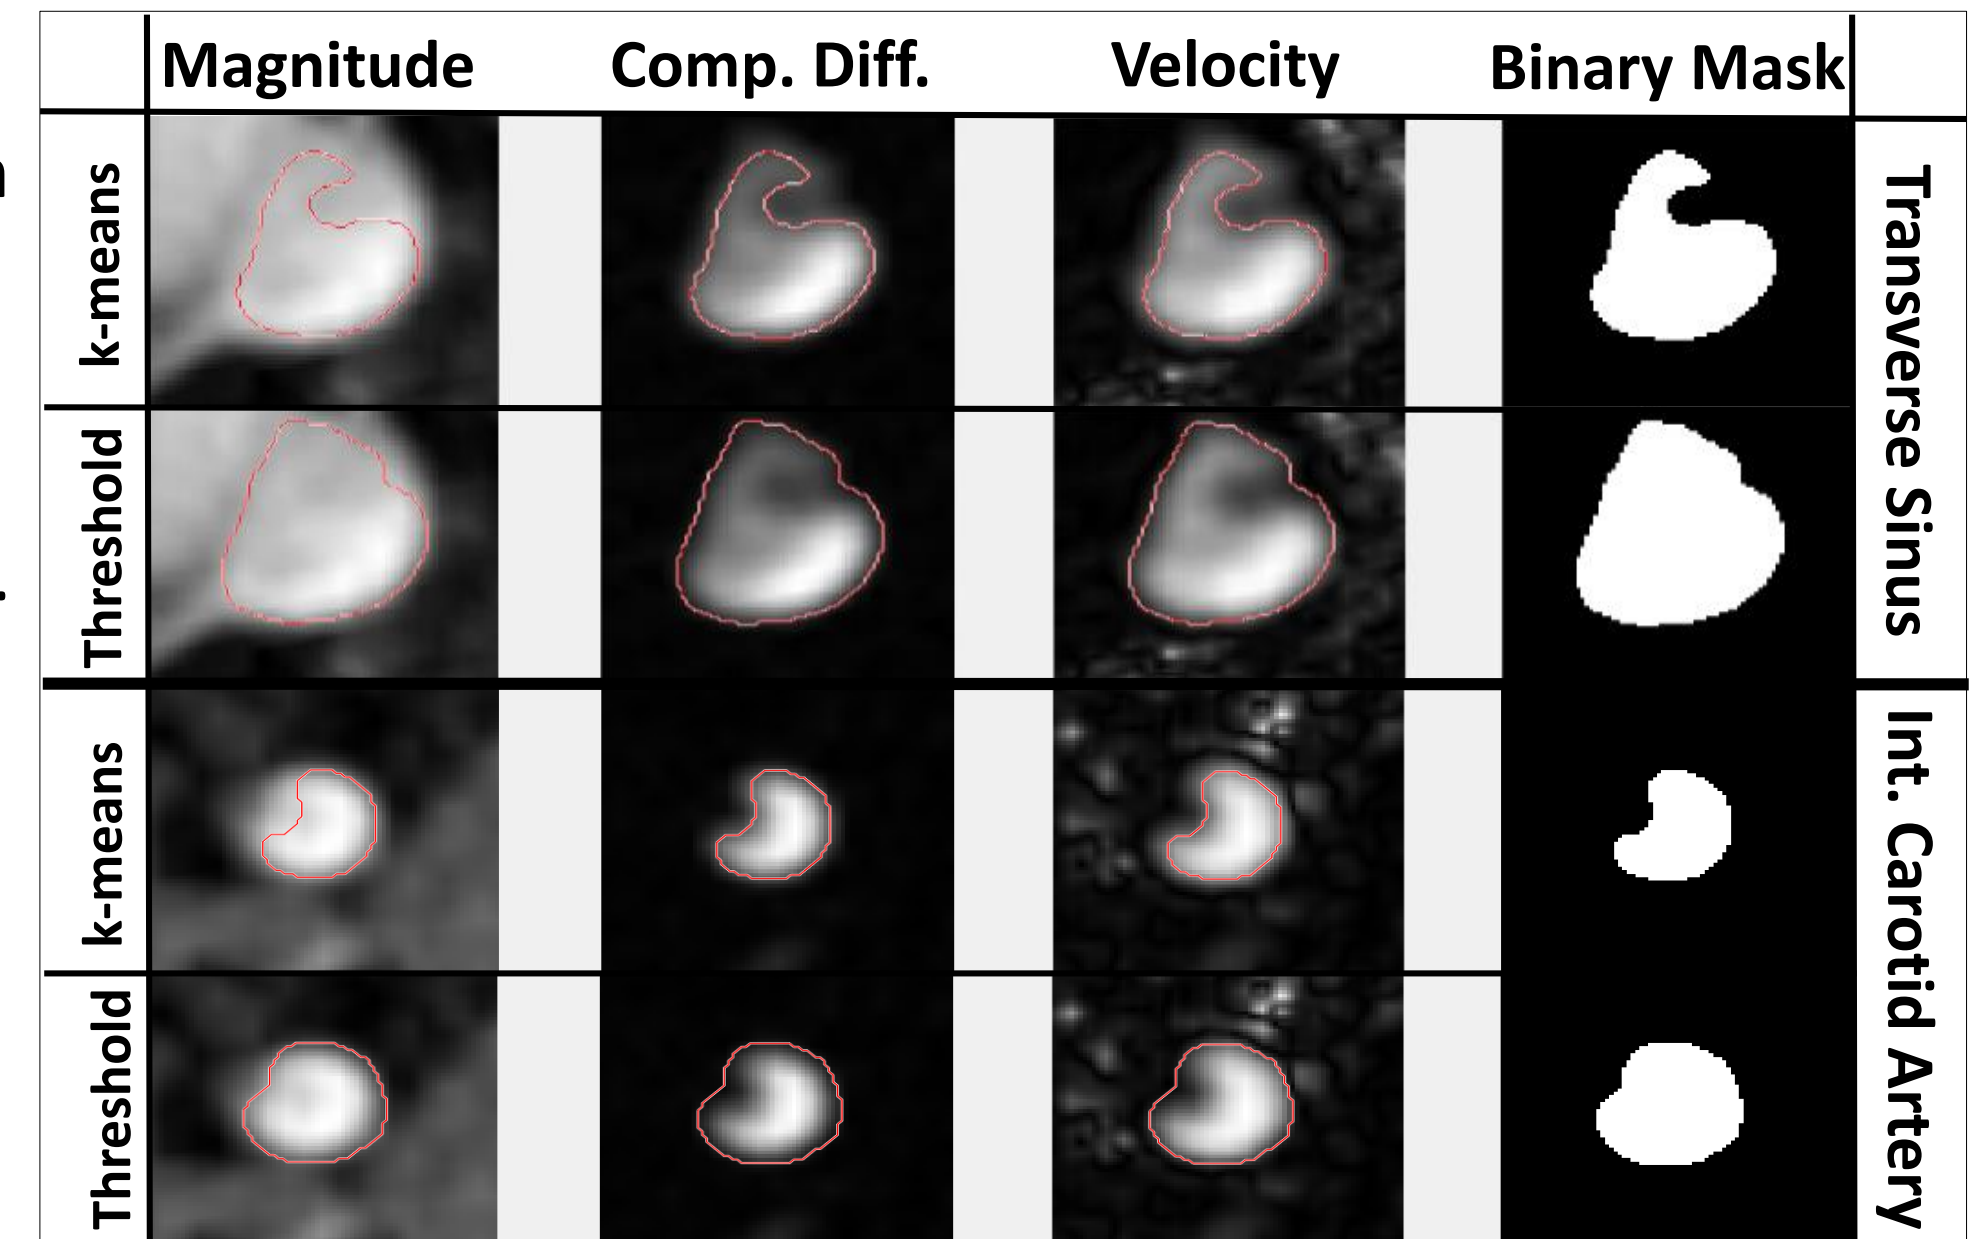 Magnitude Comp. Diff. Velocity Binary Mask
k-means
Transverse Sinus
Threshold
k-means
Int. Carotid Artery
Threshold